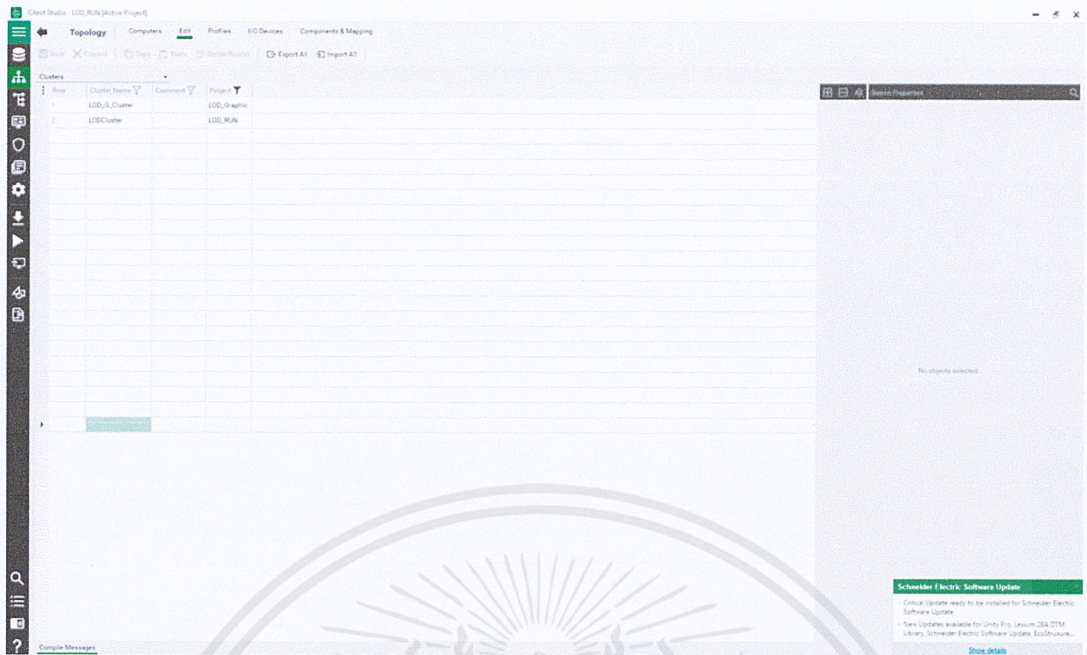 Citect Studio - LOD_RUN [Active Project]
Topology Computers Edit Profiles I/O Devices Components & Mapping
Save Cancel Copy Paste Delete Row(s) Export All Import All
Clusters
Row Cluster Name Comment Project
1 LOD_G_Cluster LOD_Graphic
2 LODCluster LOD_RUN
Search Properties
No objects selected.
Schneider Electric Software Update
- Critical Update ready to be installed for Schneider Electric
Software Update
- New Updates available for Unity Pro, Lexium 28A DTM
Library, Schneider Electric Software Update, EcoStruxure...
Show details
Compile Messages